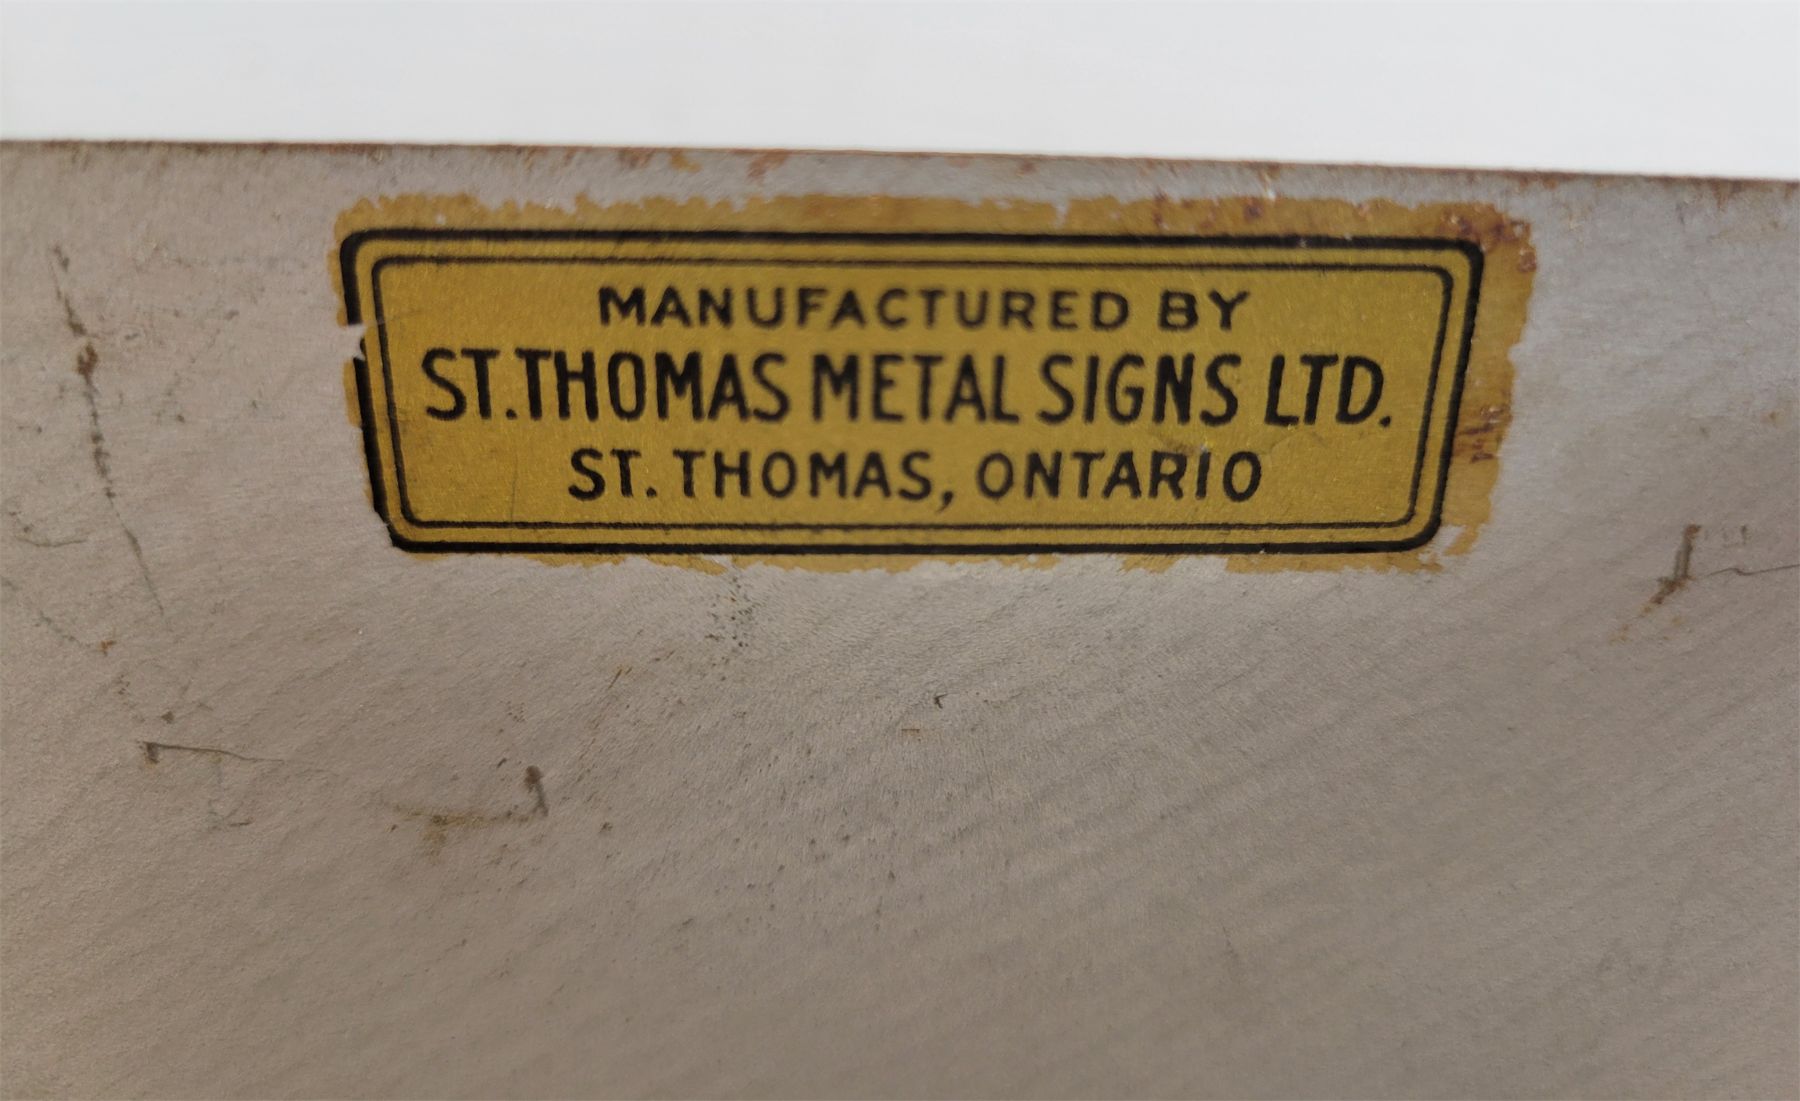 MANUFACTURED BY
ST. THOMAS METAL SIGNS LTD.
ST. THOMAS, ONTARIO